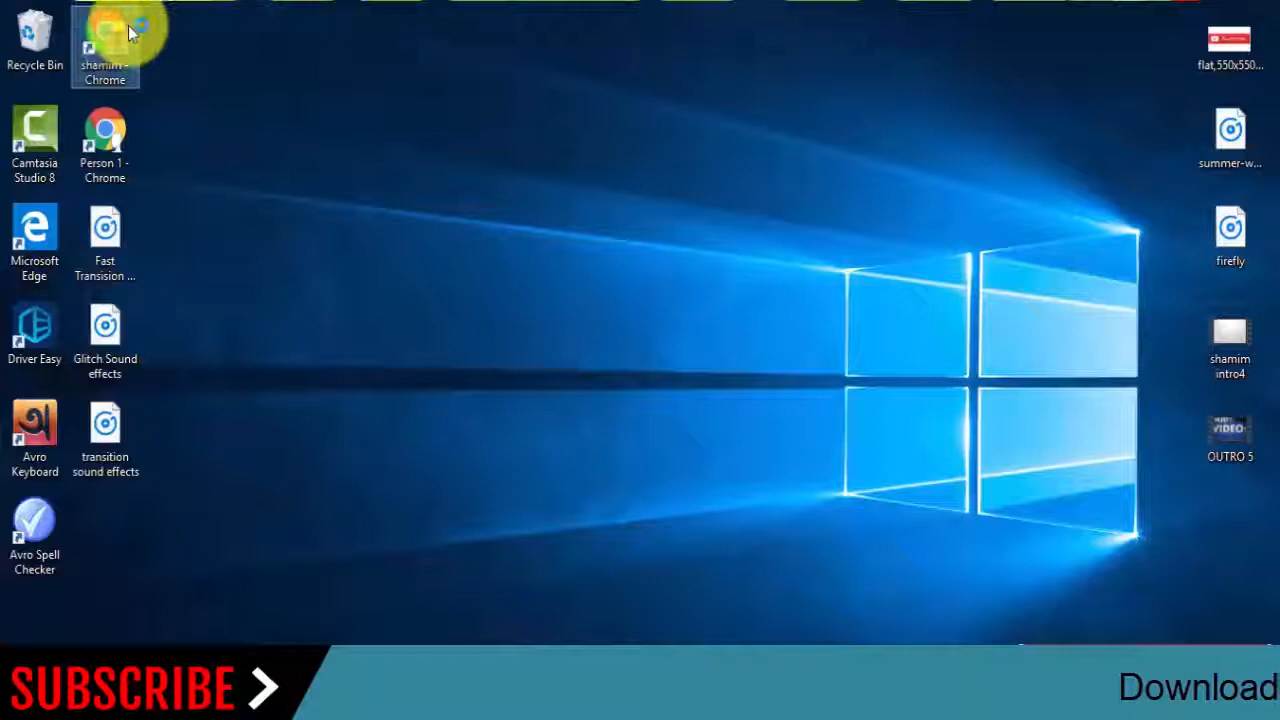 Recycle Bin
shamim - Chrome
Camtasia
Studio 8
Person 1 -
Chrome
Microsoft
Edge
Fast
Transision ...
Driver Easy
Glitch Sound
effects
অ
Avro
Keyboard
transition
sound effects
Avro Spell
Checker
flat,550x550...
summer-w...
firefly
shamim
intro4
VIDEO
OUTRO 5
SUBSCRIBE
Download